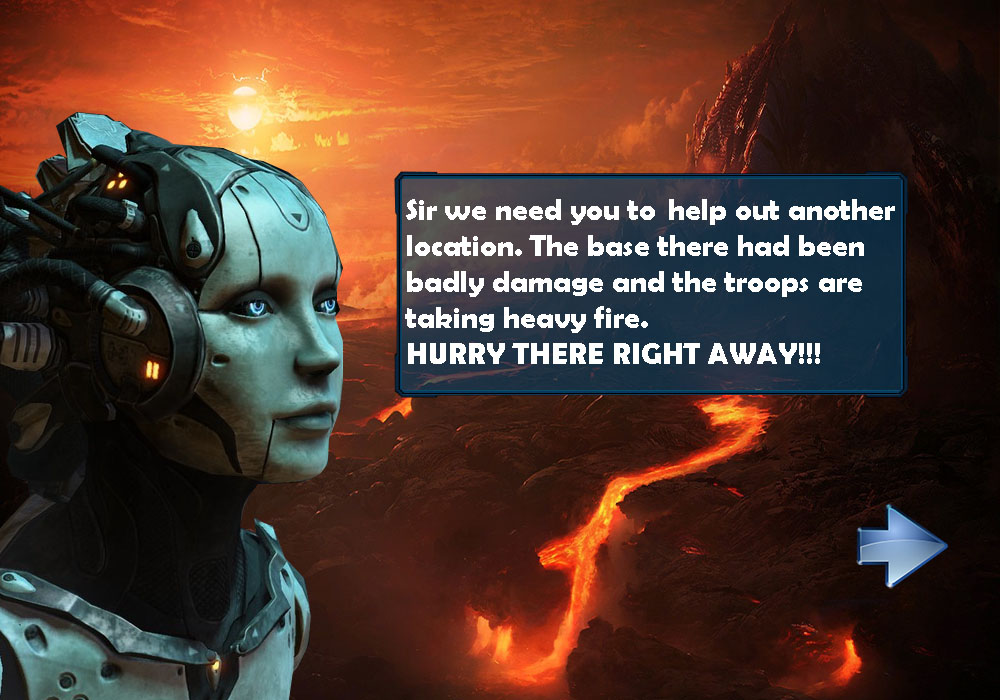 Sir we need you to help out another
location. The base there had been
badly damage and the troops are
taking heavy fire.
HURRY THERE RIGHT AWAY!!!